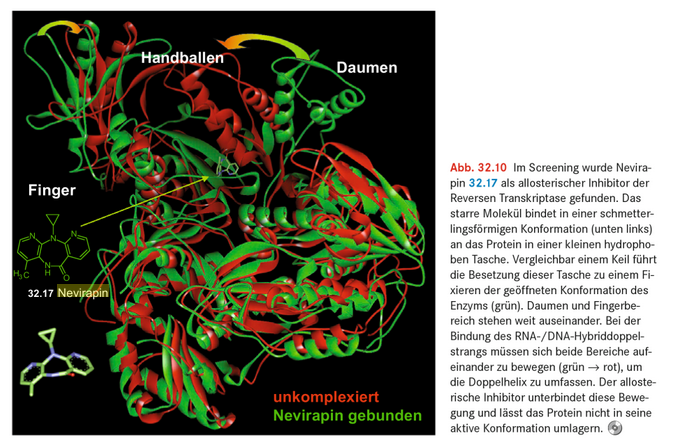 Handballen
Daumen
Finger
N
N
N
N
H
O
H₃C
32.17 Nevirapin
unkomplexiert
Nevirapin gebunden
Abb. 32.10 Im Screening wurde Nevira-
pin 32.17 als allosterischer Inhibitor der
Reversen Transkriptase gefunden. Das
starre Molekül bindet in einer schmetter-
lingsförmigen Konformation (unten links)
an das Protein in einer kleinen hydropho-
ben Tasche. Vergleichbar einem Keil führt
die Besetzung dieser Tasche zu einem Fi-
xieren der geöffneten Konformation des
Enzyms (grün). Daumen und Fingerbe-
reich stehen weit auseinander. Bei der
Bindung des RNA-/DNA-Hybriddoppel-
strangs müssen sich beide Bereiche auf-
einander zu bewegen (grün → rot), um
die Doppelhelix zu umfassen. Der alloste-
rische Inhibitor unterbindet diese Bewe-
gung und lässt das Protein nicht in seine
aktive Konformation umlagern.